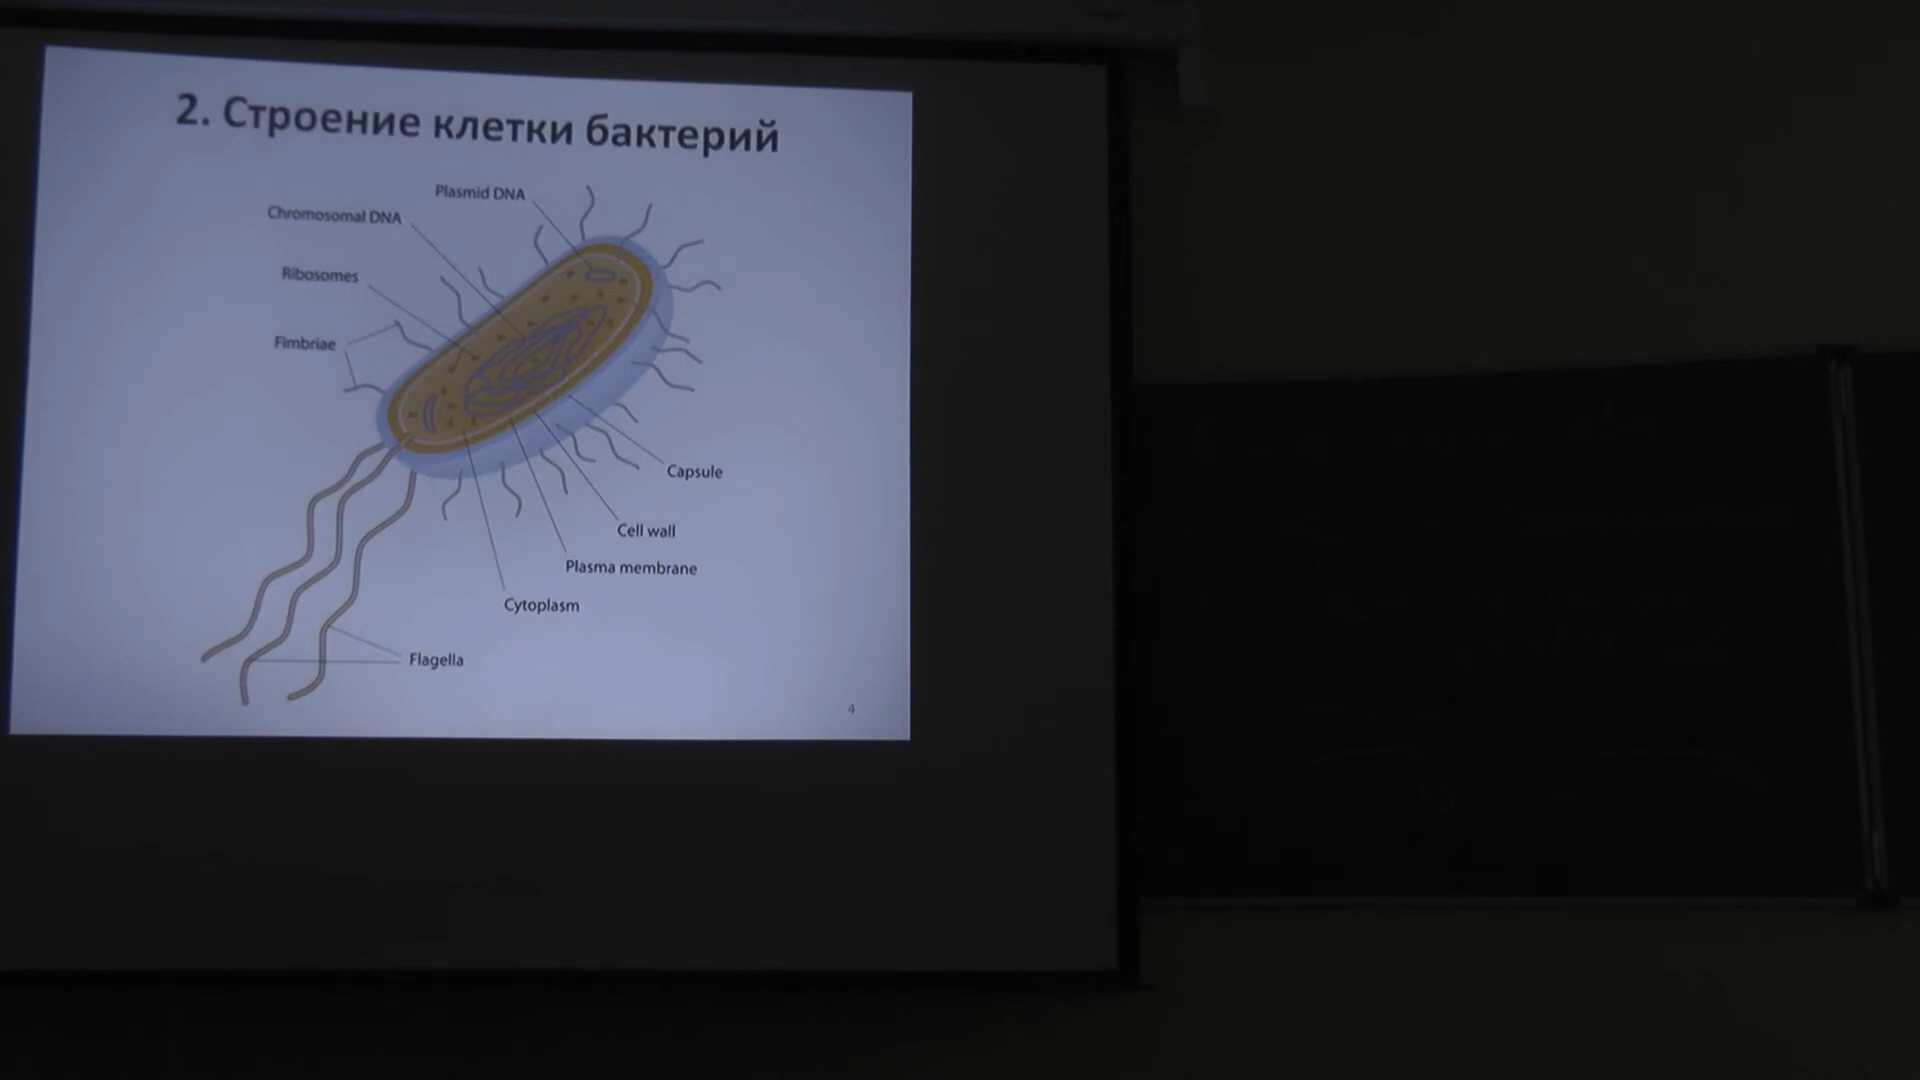 2. Строение клетки бактерий
Plasmid DNA
Chromosomal DNA
Ribosomes
Fimbriae
Capsule
Cell wall
Plasma membrane
Cytoplasm
Flagella
4